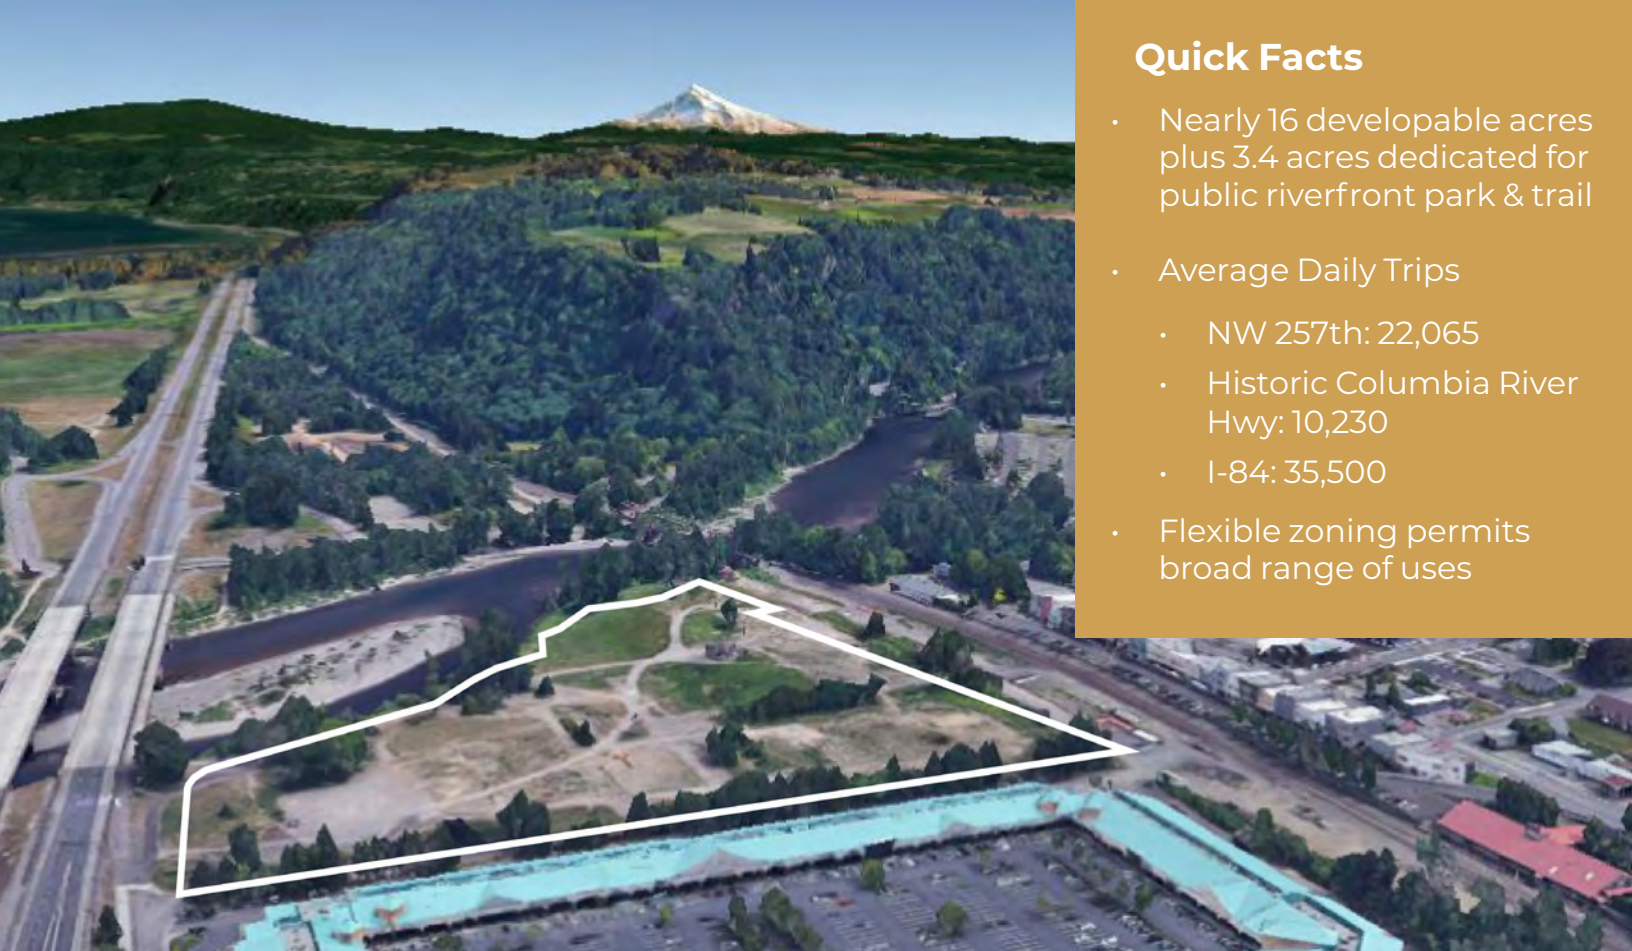 Quick Facts
• Nearly 16 developable acres
plus 3.4 acres dedicated for
public riverfront park & trail
• Average Daily Trips
• NW 257th: 22,065
• Historic Columbia River
Hwy: 10,230
• I-84: 35,500
• Flexible zoning permits
broad range of uses